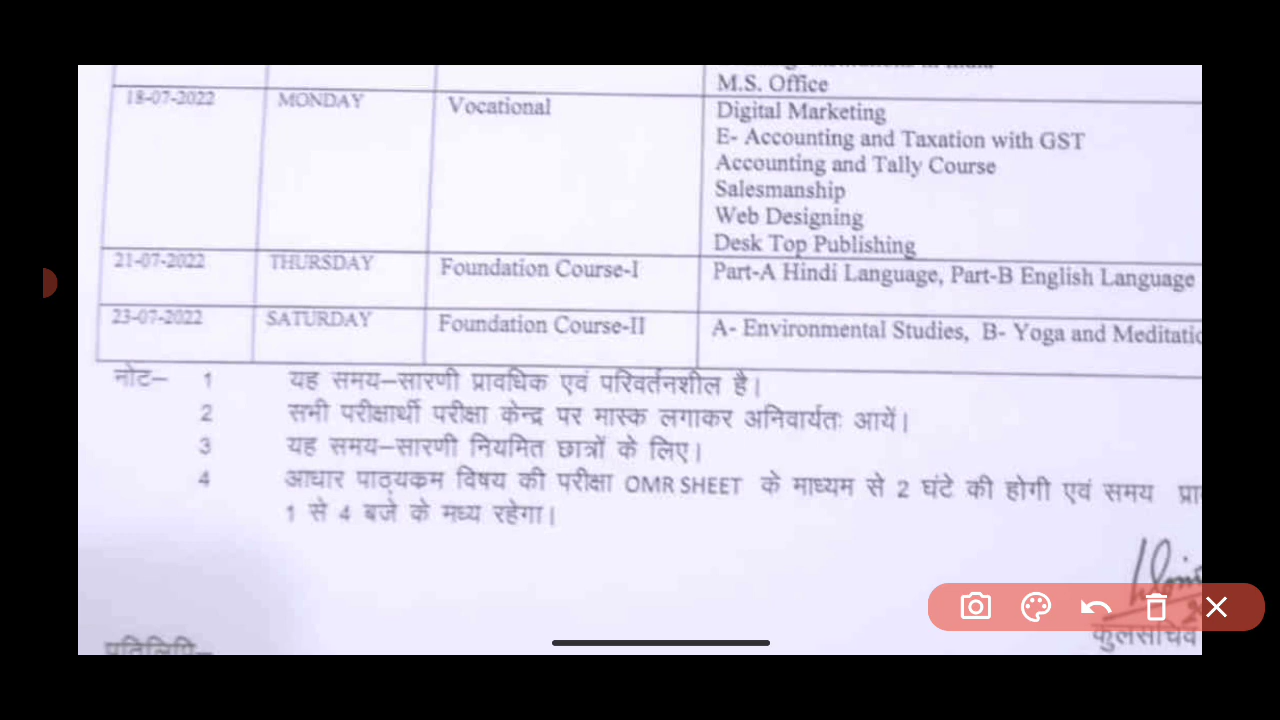 M.S. Office
18-07-2022 MONDAY Vocational Digital Marketing
E- Accounting and Taxation with GST
Accounting and Tally Course
Salesmanship
Web Designing
Desk Top Publishing
21-07-2022 THURSDAY Foundation Course-I Part-A Hindi Language, Part-B English Language
23-07-2022 SATURDAY Foundation Course-II A- Environmental Studies, B- Yoga and Meditatio
नोट– 1 यह समय–सारणी प्रावधिक एवं परिवर्तनशील है।
2 सभी परीक्षार्थी परीक्षा केन्द्र पर मास्क लगाकर अनिवार्यतः आयें।
3 यह समय–सारणी नियमित छात्रों के लिए।
4 आधार पाठ्यकम विषय की परीक्षा OMR SHEET के माध्यम से 2 घंटे की होगी एवं समय प्रा
1 से 4 बजे के मध्य रहेगा।
कुलसचिव
प्रतिलिपि–